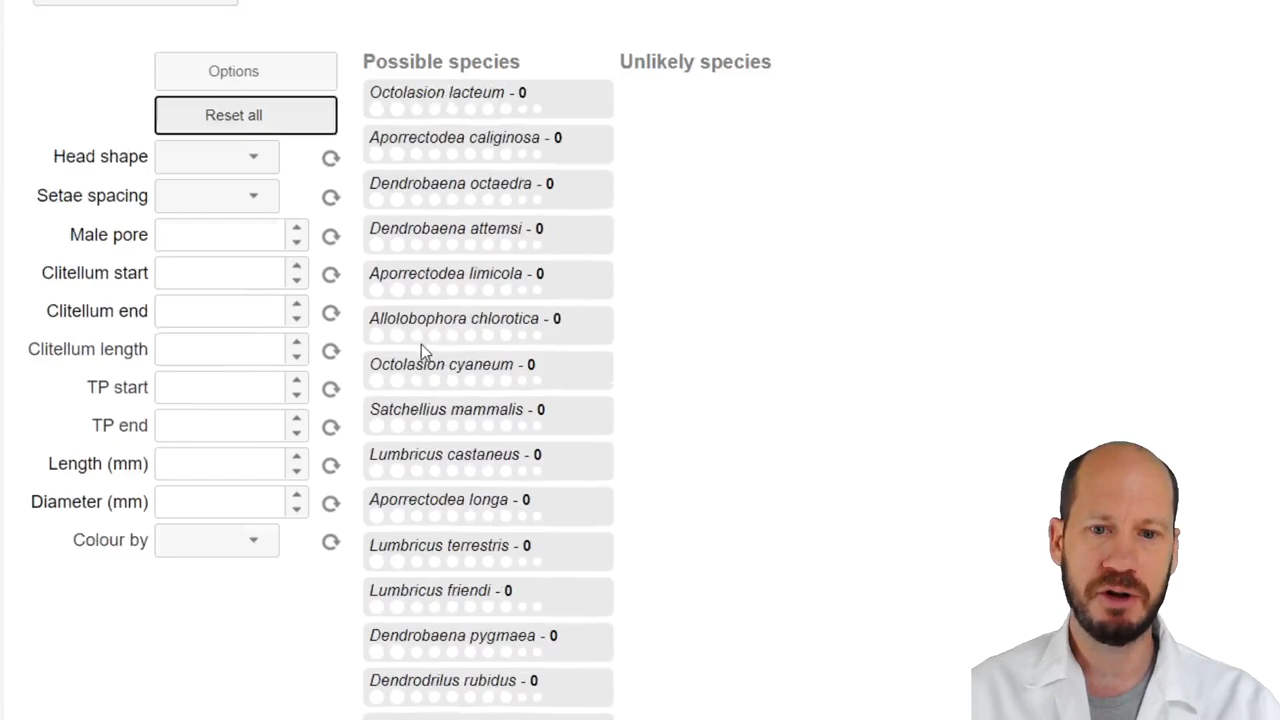 Options
Reset all
Head shape
Setae spacing
Male pore
Clitellum start
Clitellum end
Clitellum length
TP start
TP end
Length (mm)
Diameter (mm)
Colour by
Possible species
Octolasion lacteum - 0
Aporrectodea caliginosa - 0
Dendrobaena octaedra - 0
Dendrobaena attemsi - 0
Aporrectodea limicola - 0
Allolobophora chlorotica - 0
Octolasion cyaneum - 0
Satchellius mammalis - 0
Lumbricus castaneus - 0
Aporrectodea longa - 0
Lumbricus terrestris - 0
Lumbricus friendi - 0
Dendrobaena pygmaea - 0
Dendrodrilus rubidus - 0
Unlikely species